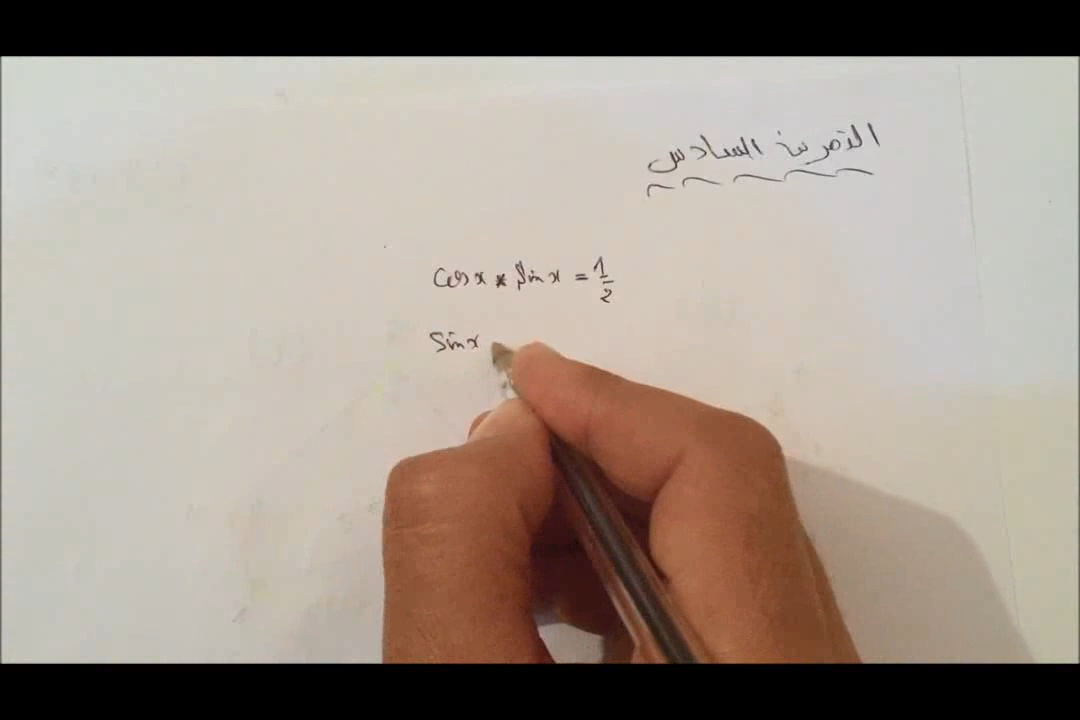 التمرين السادس
cos x * sin x = 1/2
sin x